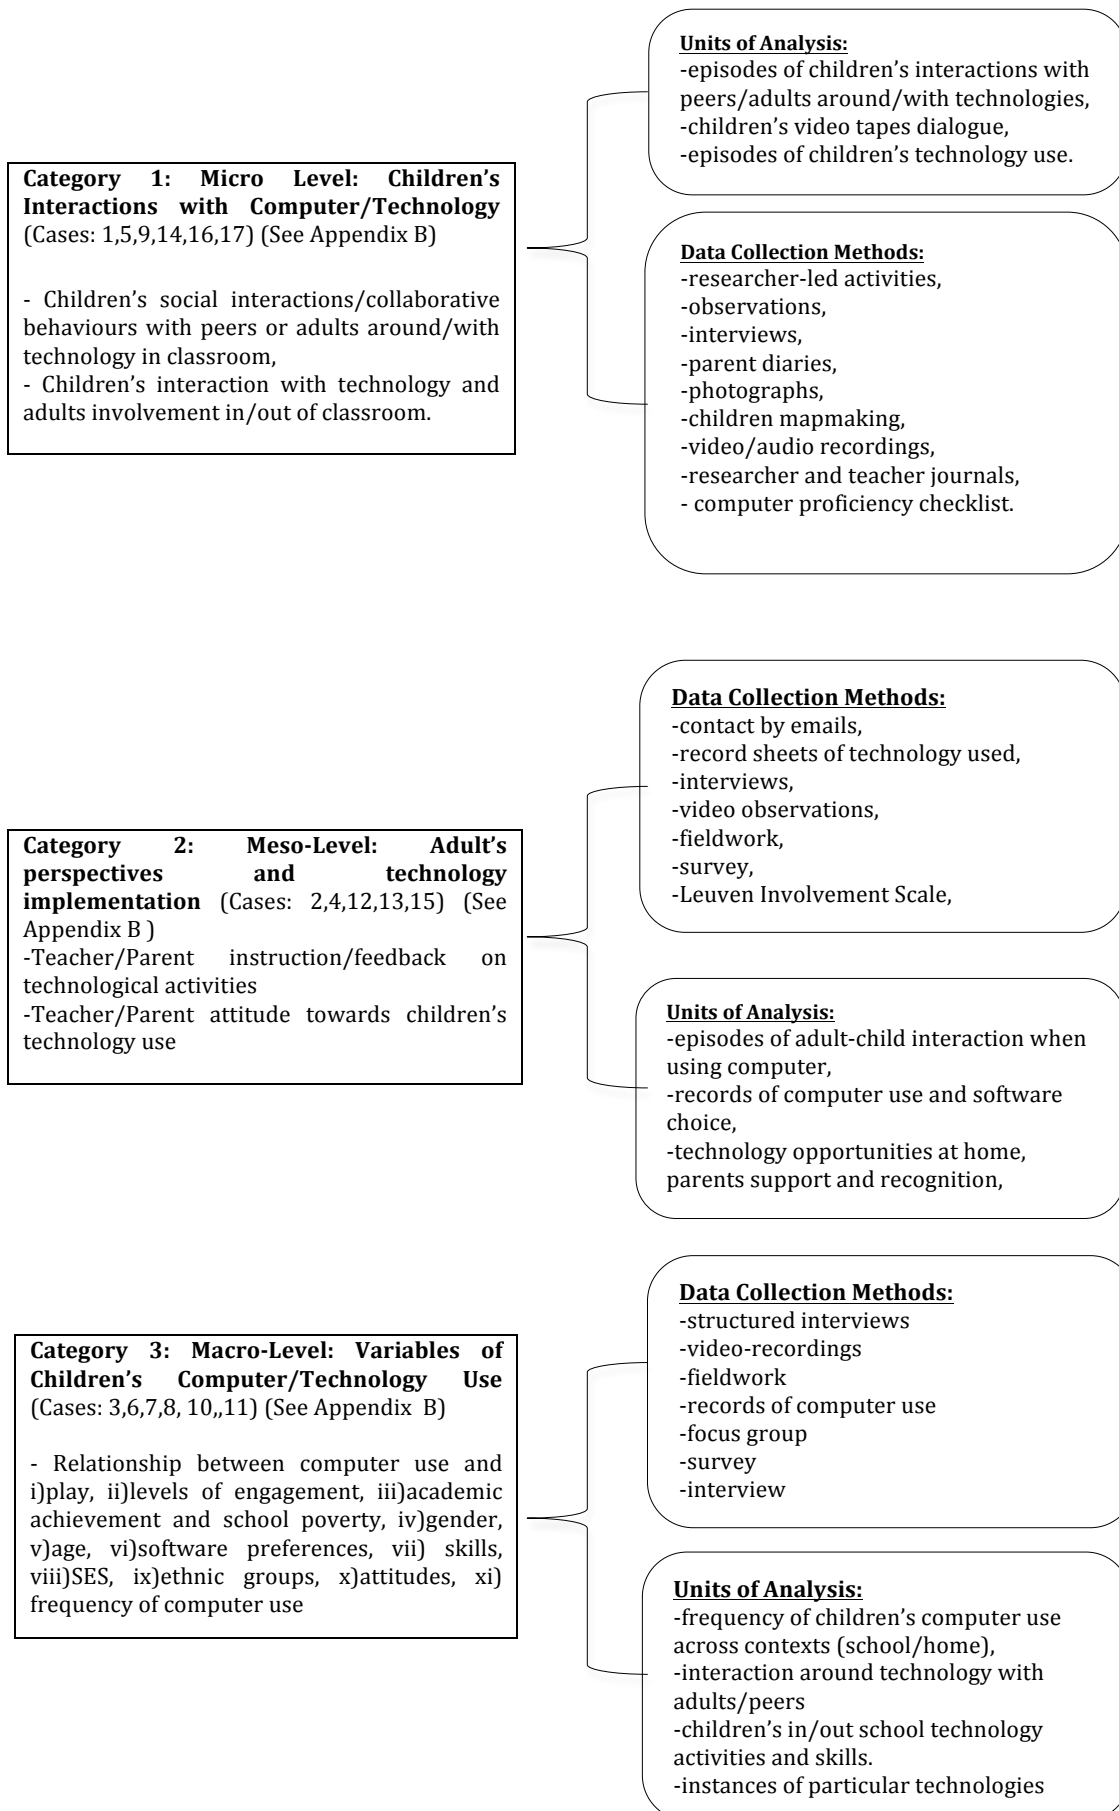 Units of Analysis:
-episodes of children’s interactions with
peers/adults around/with technologies,
-children’s video tapes dialogue,
-episodes of children’s technology use.
Category 1: Micro Level: Children’s
Interactions with Computer/Technology
(Cases: 1,5,9,14,16,17) (See Appendix B)
- Children’s social interactions/collaborative
behaviours with peers or adults around/with
technology in classroom,
- Children’s interaction with technology and
adults involvement in/out of classroom.
Data Collection Methods:
-researcher-led activities,
-observations,
-interviews,
-parent diaries,
-photographs,
-children mapmaking,
-video/audio recordings,
-researcher and teacher journals,
- computer proficiency checklist.
Data Collection Methods:
-contact by emails,
-record sheets of technology used,
-interviews,
-video observations,
-fieldwork,
-survey,
-Leuven Involvement Scale,
Category 2: Meso-Level: Adult’s
perspectives and technology
implementation (Cases: 2,4,12,13,15) (See
Appendix B )
-Teacher/Parent instruction/feedback on
technological activities
-Teacher/Parent attitude towards children’s
technology use
Units of Analysis:
-episodes of adult-child interaction when
using computer,
-records of computer use and software
choice,
-technology opportunities at home,
parents support and recognition,
Data Collection Methods:
-structured interviews
-video-recordings
-fieldwork
-records of computer use
-focus group
-survey
-interview
Category 3: Macro-Level: Variables of
Children’s Computer/Technology Use
(Cases: 3,6,7,8, 10,,11) (See Appendix B)
- Relationship between computer use and
i)play, ii)levels of engagement, iii)academic
achievement and school poverty, iv)gender,
v)age, vi)software preferences, vii) skills,
viii)SES, ix)ethnic groups, x)attitudes, xi)
frequency of computer use
Units of Analysis:
-frequency of children’s computer use
across contexts (school/home),
-interaction around technology with
adults/peers
-children’s in/out school technology
activities and skills.
-instances of particular technologies